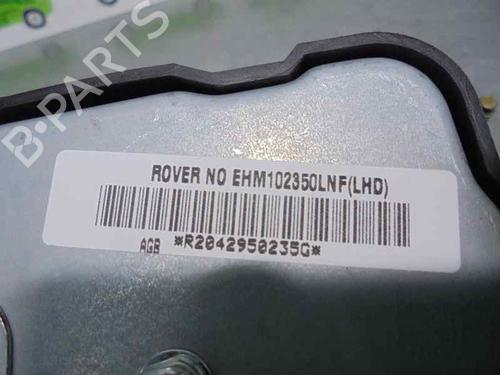 B-PARTS
ROVER NO EHM102350LNF(LHD)
AGB *R2042950235G*